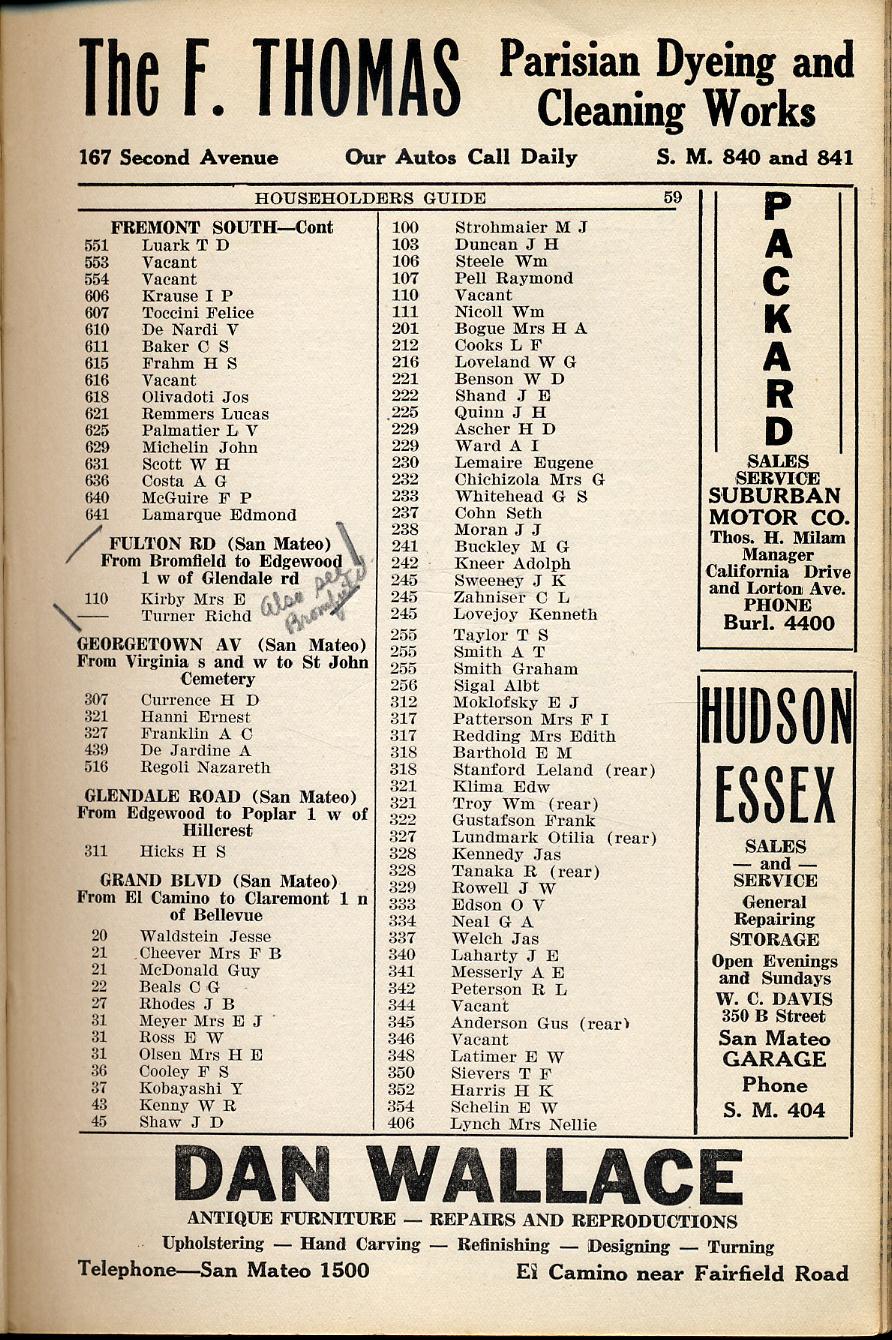 The F. THOMAS Parisian Dyeing and Cleaning Works
167 Second Avenue Our Autos Call Daily S. M. 840 and 841
HOUSEHOLDERS GUIDE 59
FREMONT SOUTH—Cont
551 Luark T D
553 Vacant
554 Vacant
606 Krause I P
607 Toccini Felice
610 De Nardi V
611 Baker C S
615 Frahm H S
616 Vacant
618 Olivadoti Jos
621 Remmers Lucas
625 Palmatier L V
629 Michelin John
631 Scott W H
636 Costa A G
640 McGuire F P
641 Lamarque Edmond
FULTON RD (San Mateo)
From Bromfield to Edgewood
1 w of Glendale rd
110 Kirby Mrs E
—— Turner Richd
Also see
Bromfield
GEORGETOWN AV (San Mateo)
From Virginia s and w to St John
Cemetery
307 Currence H D
321 Hanni Ernest
327 Franklin A C
439 De Jardine A
516 Regoli Nazareth
GLENDALE ROAD (San Mateo)
From Edgewood to Poplar 1 w of
Hillcrest
311 Hicks H S
GRAND BLVD (San Mateo)
From El Camino to Claremont 1 n
of Bellevue
20 Waldstein Jesse
21 Cheever Mrs F B
21 McDonald Guy
22 Beals C G
27 Rhodes J B
31 Meyer Mrs E J
31 Ross E W
31 Olsen Mrs H E
36 Cooley F S
37 Kobayashi Y
43 Kenny W R
45 Shaw J D
100 Strohmaier M J
103 Duncan J H
106 Steele Wm
107 Pell Raymond
110 Vacant
111 Nicoll Wm
201 Bogue Mrs H A
212 Cooks L F
216 Loveland W G
221 Benson W D
222 Shand J E
225 Quinn J H
229 Ascher H D
229 Ward A I
230 Lemaire Eugene
232 Chichizola Mrs G
233 Whitehead G S
237 Cohn Seth
238 Moran J J
241 Buckley M G
242 Kneer Adolph
245 Sweeney J K
245 Zahniser C L
245 Lovejoy Kenneth
255 Taylor T S
255 Smith A T
255 Smith Graham
256 Sigal Albt
312 Moklofsky E J
317 Patterson Mrs F I
317 Redding Mrs Edith
318 Barthold E M
318 Stanford Leland (rear)
321 Klima Edw
321 Troy Wm (rear)
322 Gustafson Frank
327 Lundmark Otilia (rear)
328 Kennedy Jas
328 Tanaka R (rear)
329 Rowell J W
333 Edson O V
334 Neal G A
337 Welch Jas
340 Laharty J E
341 Messerly A E
342 Peterson R L
344 Vacant
345 Anderson Gus (rear)
346 Vacant
348 Latimer E W
350 Sievers T F
352 Harris H K
354 Schelin E W
406 Lynch Mrs Nellie
PACKARD
SALES
SERVICE
SUBURBAN
MOTOR CO.
Thos. H. Milam
Manager
California Drive
and Lorton Ave.
PHONE
Burl. 4400
HUDSON
ESSEX
SALES
— and —
SERVICE
General
Repairing
STORAGE
Open Evenings
and Sundays
W. C. DAVIS
350 B Street
San Mateo
GARAGE
Phone
S. M. 404
DAN WALLACE
ANTIQUE FURNITURE — REPAIRS AND REPRODUCTIONS
Upholstering — Hand Carving — Refinishing — Designing — Turning
Telephone—San Mateo 1500 El Camino near Fairfield Road